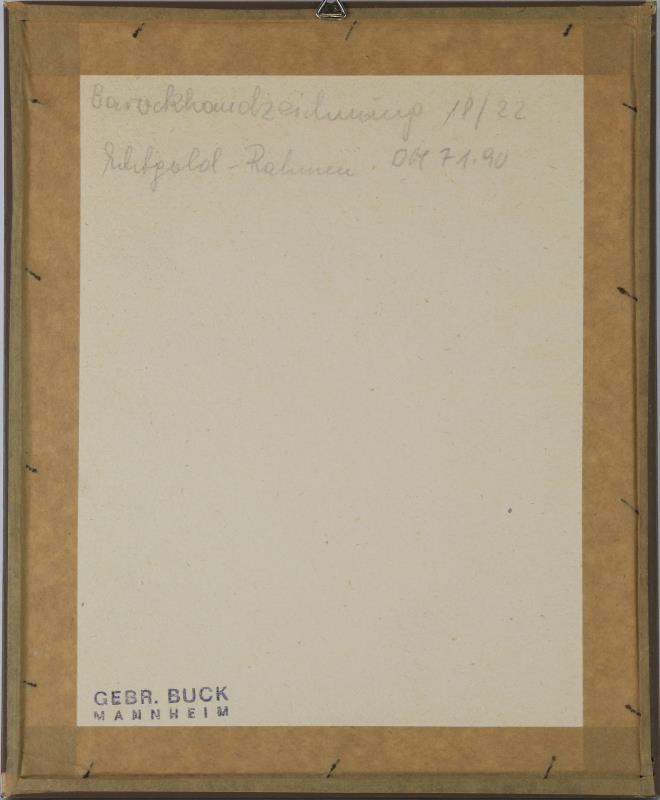 Barockhandzeichnung 18/22
Echtgold-Rahmen DM 71.90
GEBR. BUCK
MANNHEIM